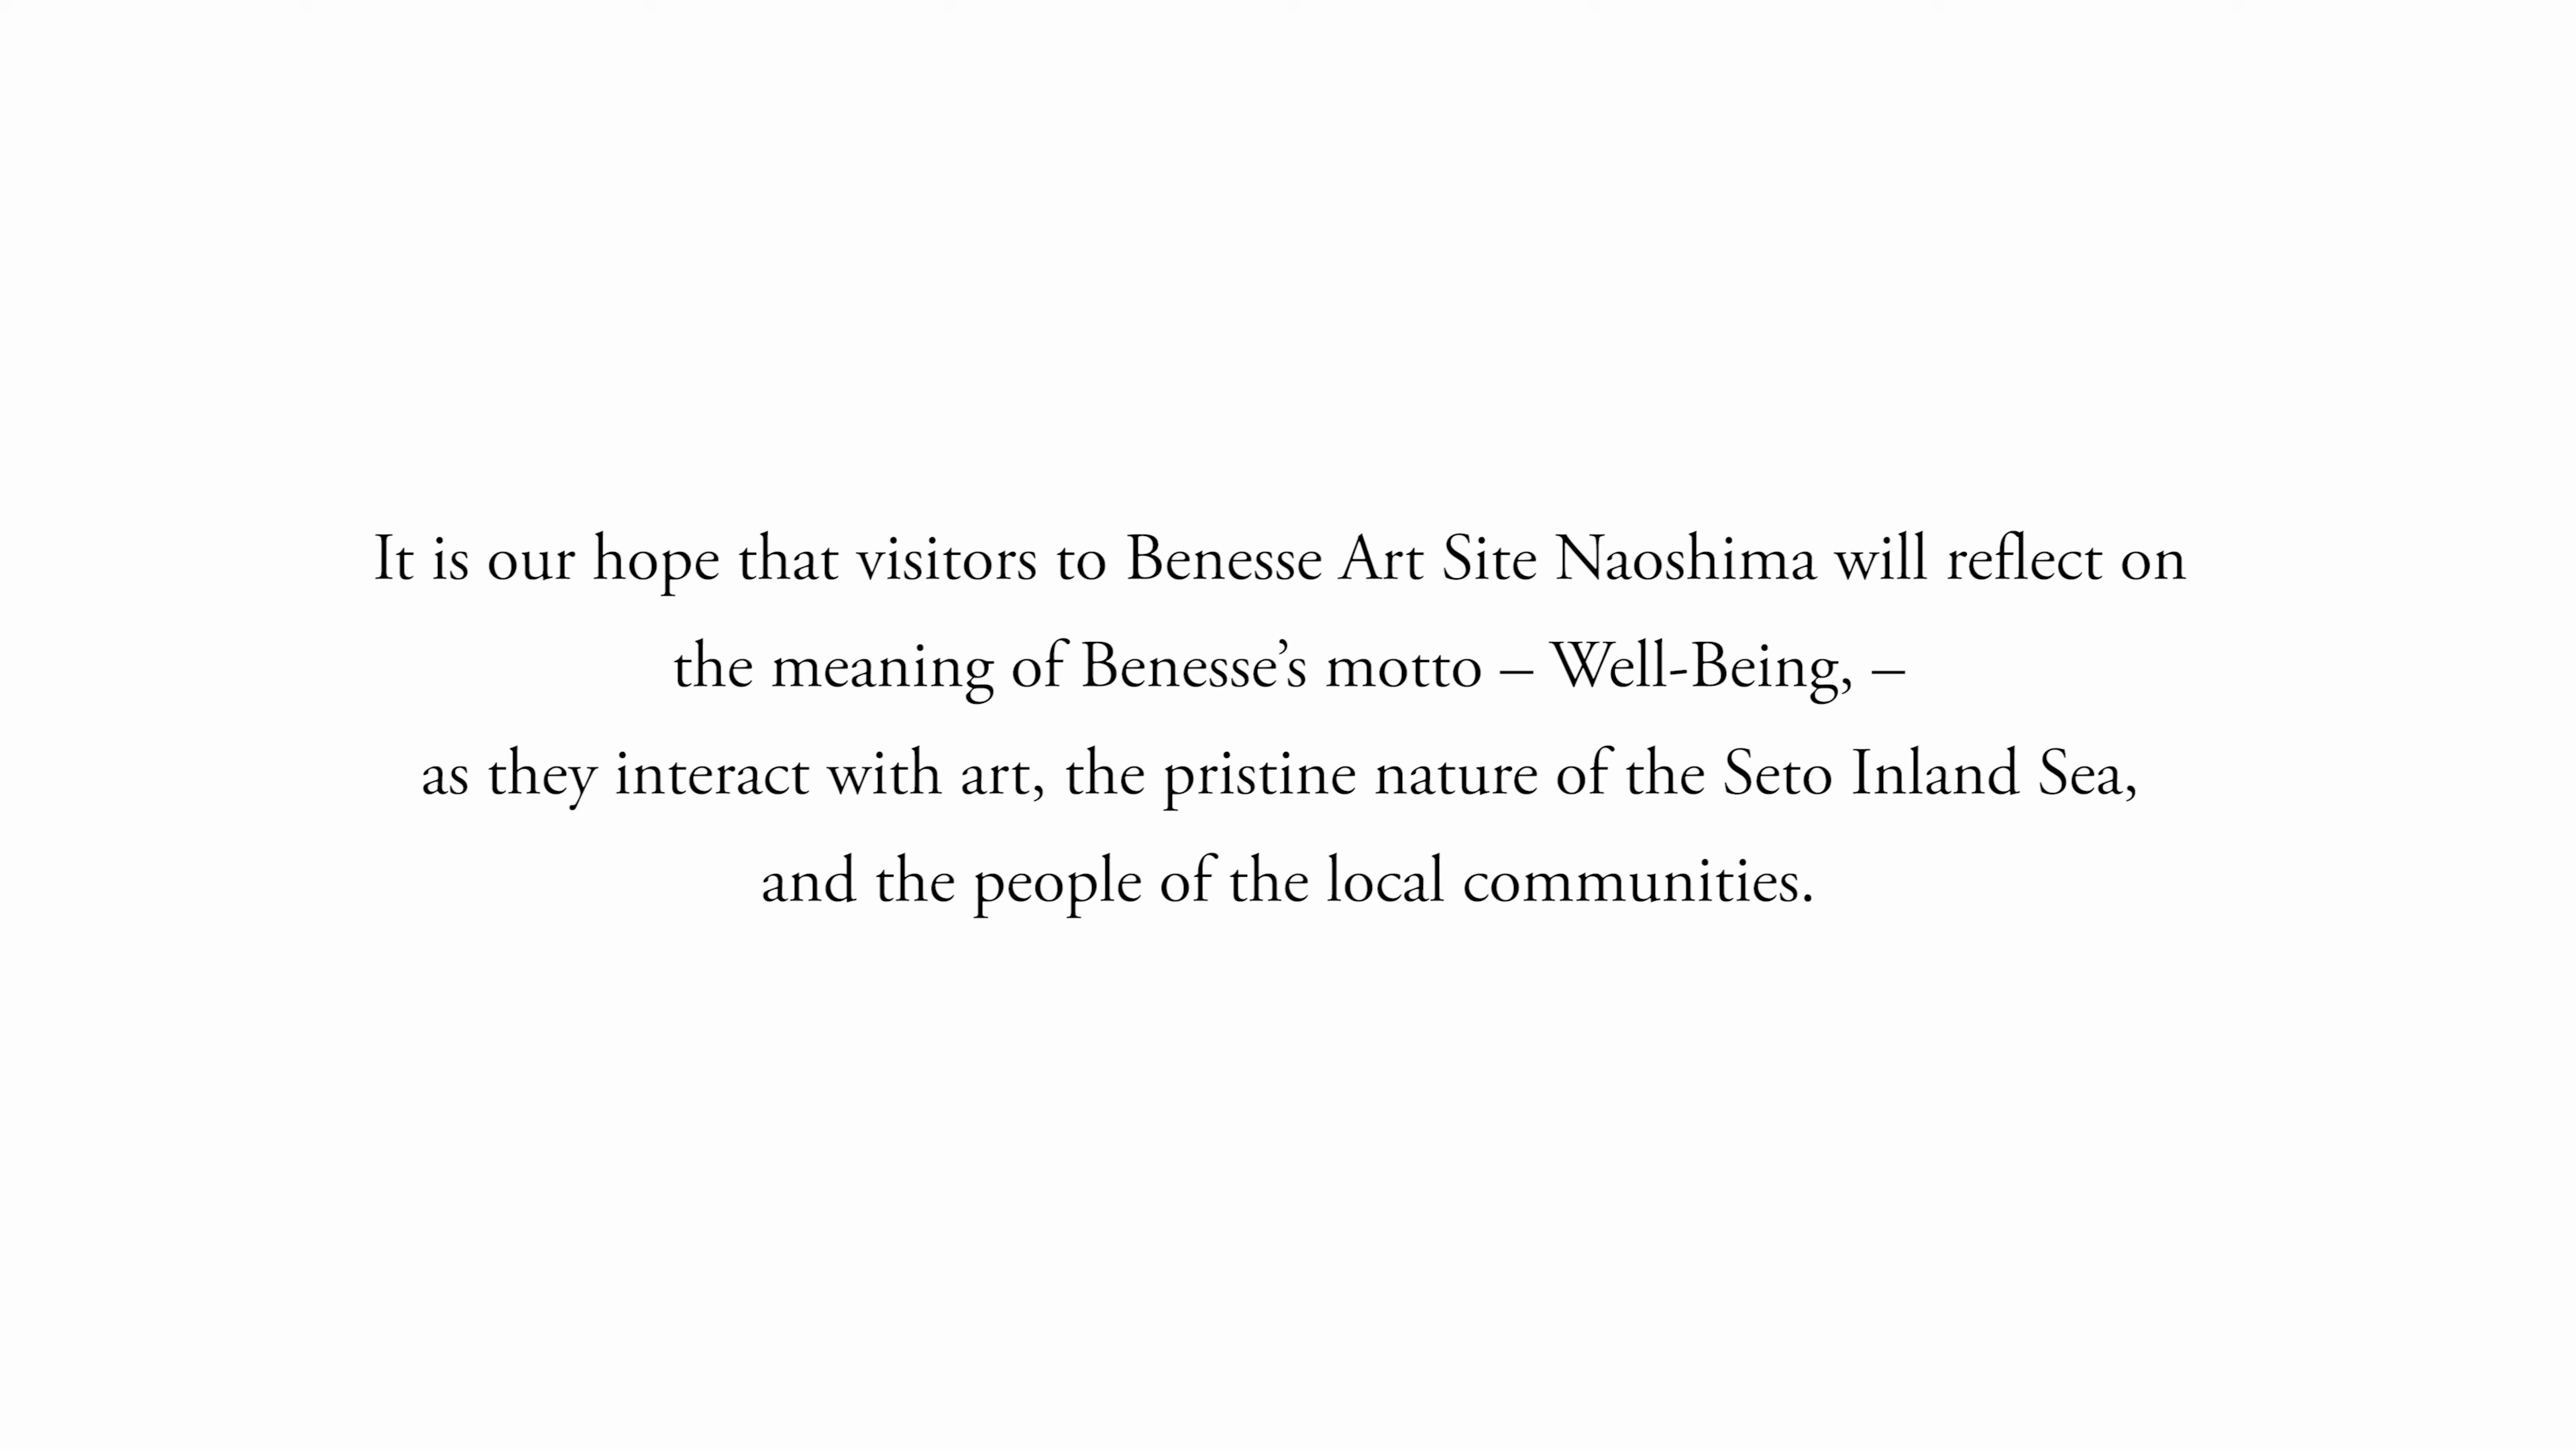 It is our hope that visitors to Benesse Art Site Naoshima will reflect on
the meaning of Benesse’s motto – Well-Being, –
as they interact with art, the pristine nature of the Seto Inland Sea,
and the people of the local communities.